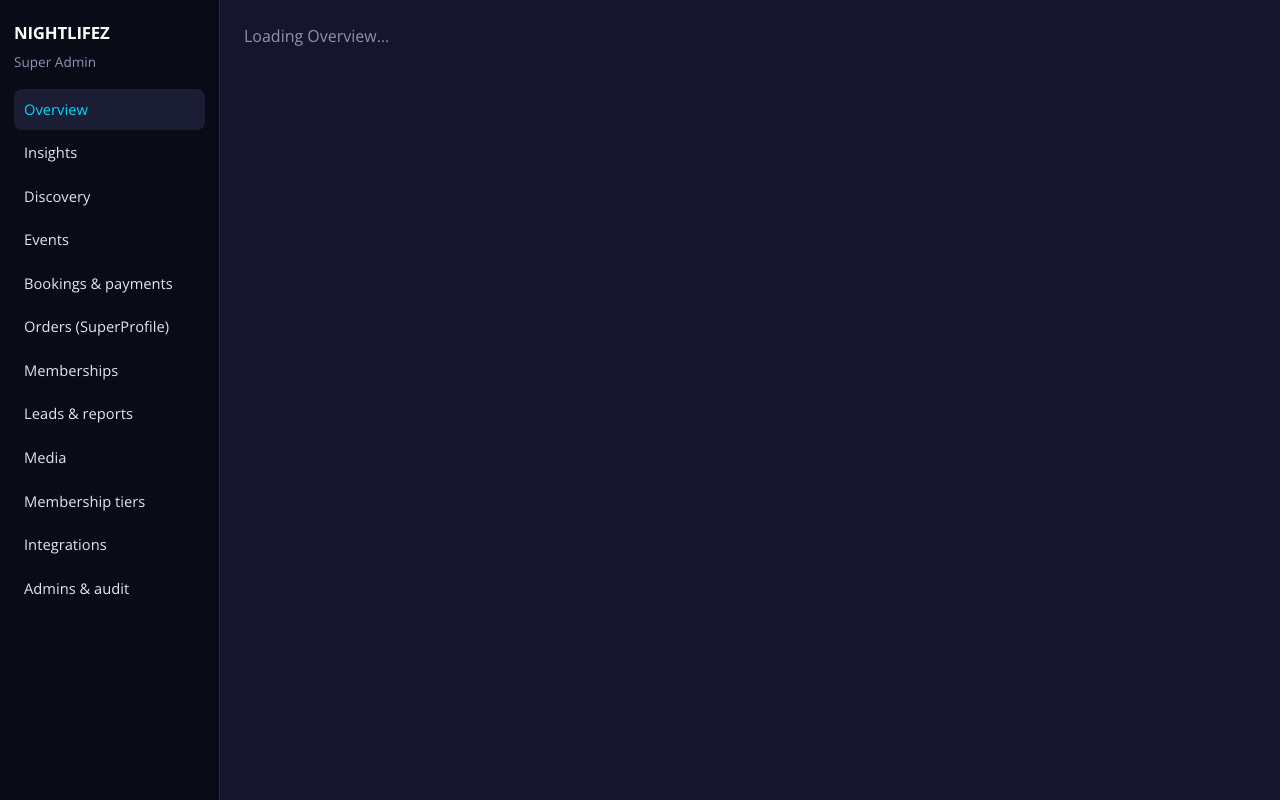 NIGHTLIFEZ
Super Admin
Overview
Insights
Discovery
Events
Bookings & payments
Orders (SuperProfile)
Memberships
Leads & reports
Media
Membership tiers
Integrations
Admins & audit
Loading Overview...